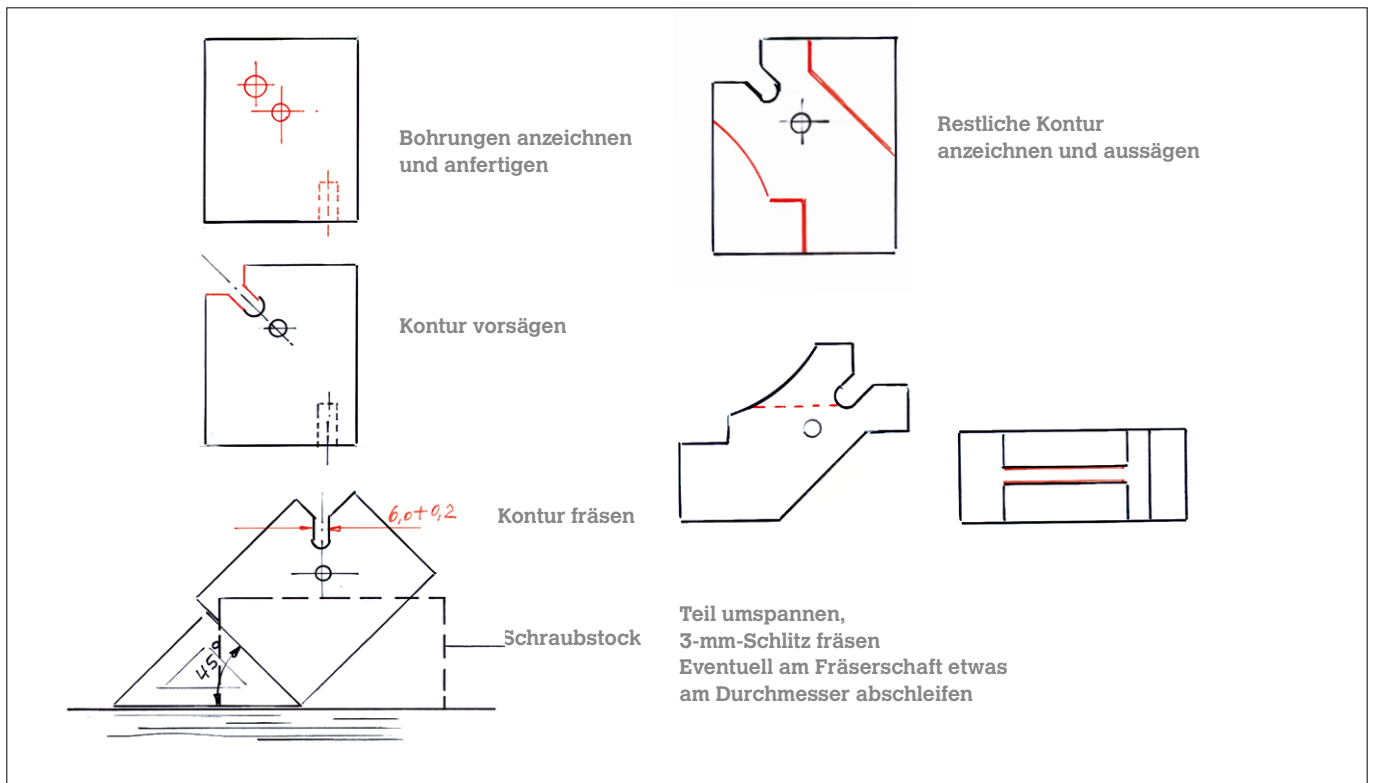 Bohrungen anzeichnen
und anfertigen
Kontur vorsägen
6,0+0,2
Kontur fräsen
Schraubstock
45°
Restliche Kontur
anzeichnen und aussägen
Teil umspannen,
3-mm-Schlitz fräsen
Eventuell am Fräserschaft etwas
am Durchmesser abschleifen